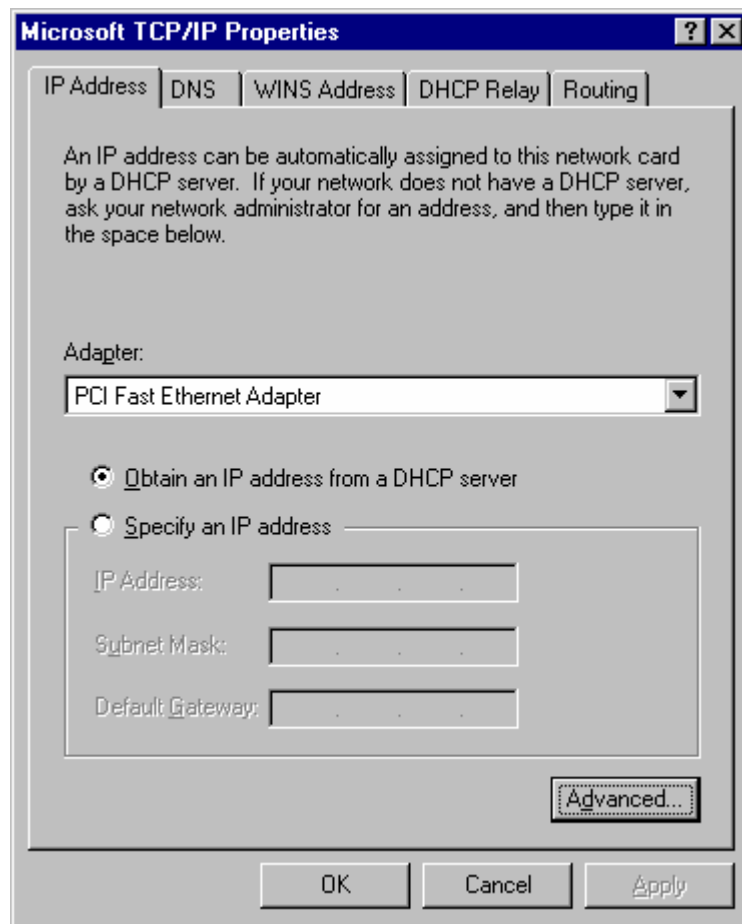 Microsoft TCP/IP Properties
IP Address DNS WINS Address DHCP Relay Routing
An IP address can be automatically assigned to this network card
by a DHCP server. If your network does not have a DHCP server,
ask your network administrator for an address, and then type it in
the space below.
Adapter:
PCI Fast Ethernet Adapter
Obtain an IP address from a DHCP server
Specify an IP address
IP Address:
Subnet Mask:
Default Gateway:
Advanced...
OK Cancel Apply